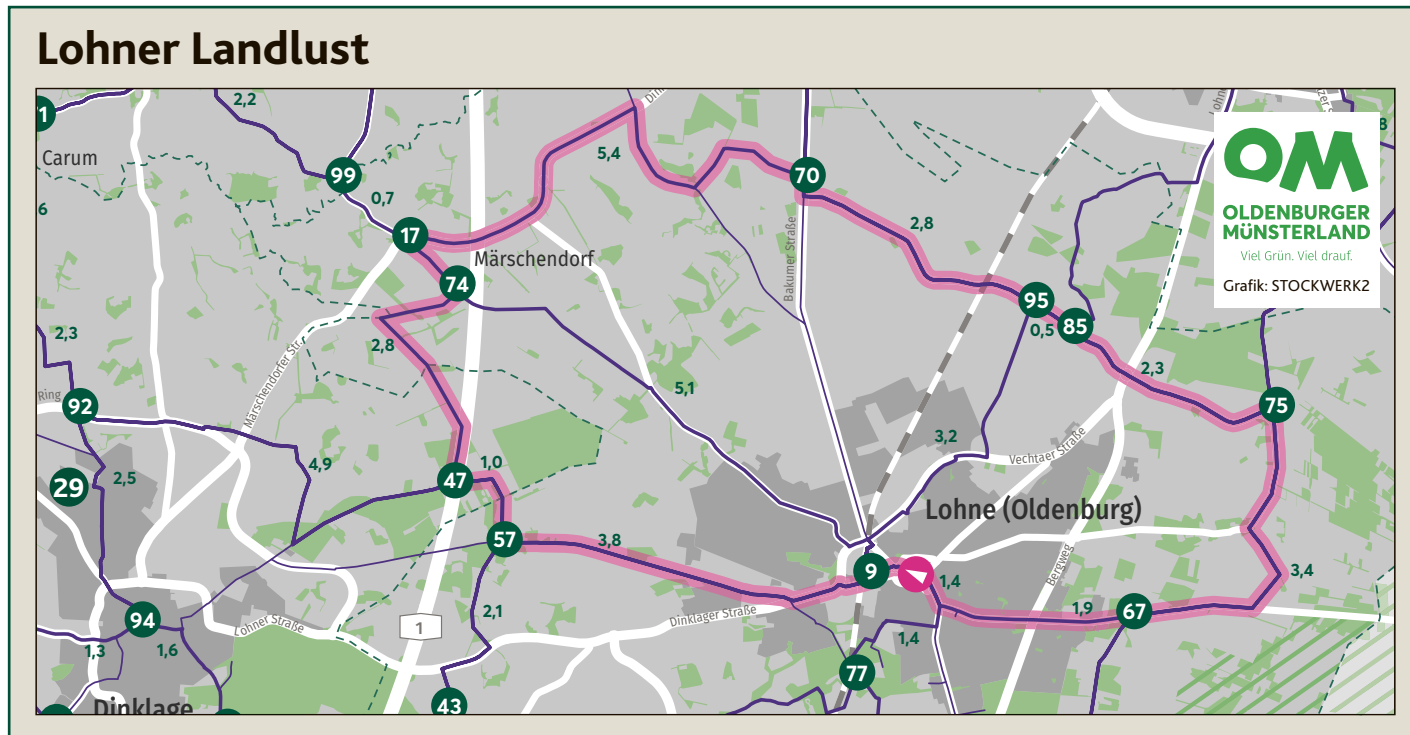 Lohner Landlust
1
2,2
Carum
99
0,7
6
17
5,4
70
2,8
Bakumer Straße
Märschendorf
74
2,8
Märschendorfer Str.
95
0,5
85
2,3
75
8
OM
OLDENBURGER
MÜNSTERLAND
Viel Grün. Viel drauf.
Grafik: STOCKWERK2
2,3
Ring
92
2,5
29
4,9
47
1,0
57
5,1
3,2
Vechtaer Straße
Lohne (Oldenburg)
3,8
9
1,4
Bergweg
3,4
2,1
Dinklager Straße
1,9
67
1,4
77
94
Lohner Straße
1
1,3
1,6
43
Dinklage